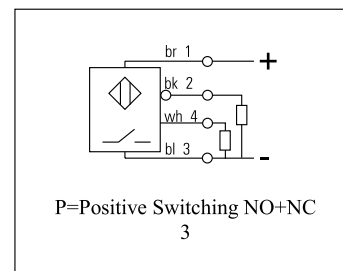 br 1 +
bk 2
wh 4
bl 3 -
P=Positive Switching NO+NC
3